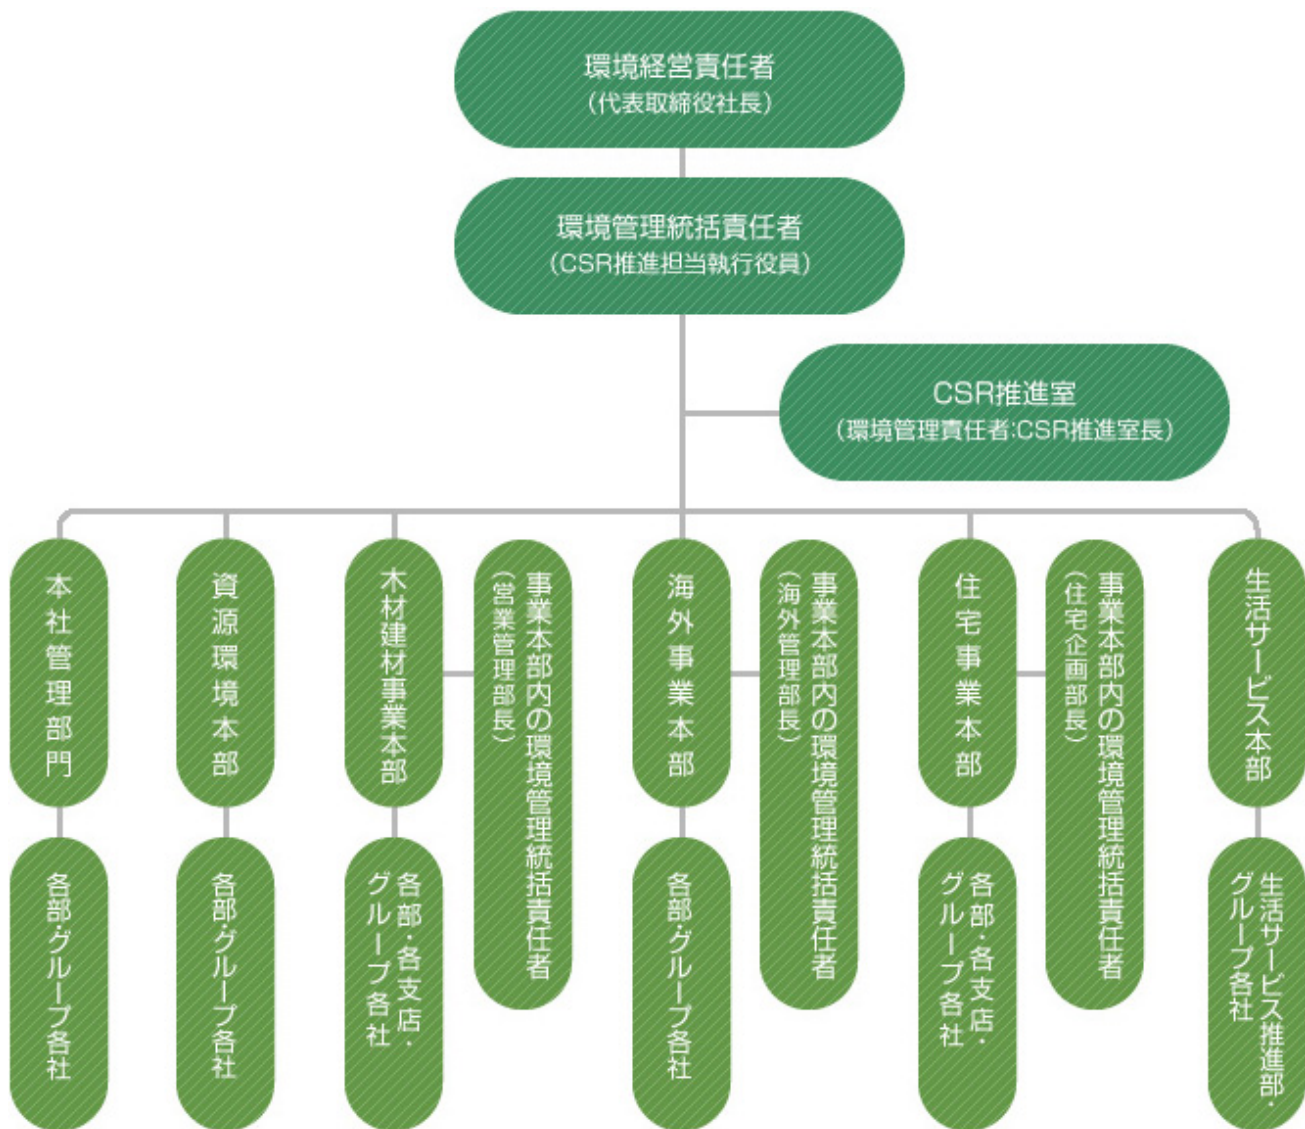 環境経営責任者
（代表取締役社長）
環境管理統括責任者
（CSR推進担当執行役員）
CSR推進室
（環境管理責任者:CSR推進室長）
本社管理部門
資源環境本部
木材建材事業本部
事業本部内の環境管理統括責任者
（営業管理部長）
海外事業本部
事業本部内の環境管理統括責任者
（海外管理部長）
住宅事業本部
事業本部内の環境管理統括責任者
（住宅企画部長）
生活サービス本部
各部・グループ各社
各部・グループ各社
各部・各支店・
グループ各社
各部・グループ各社
各部・各支店・
グループ各社
生活サービス推進部・
グループ各社